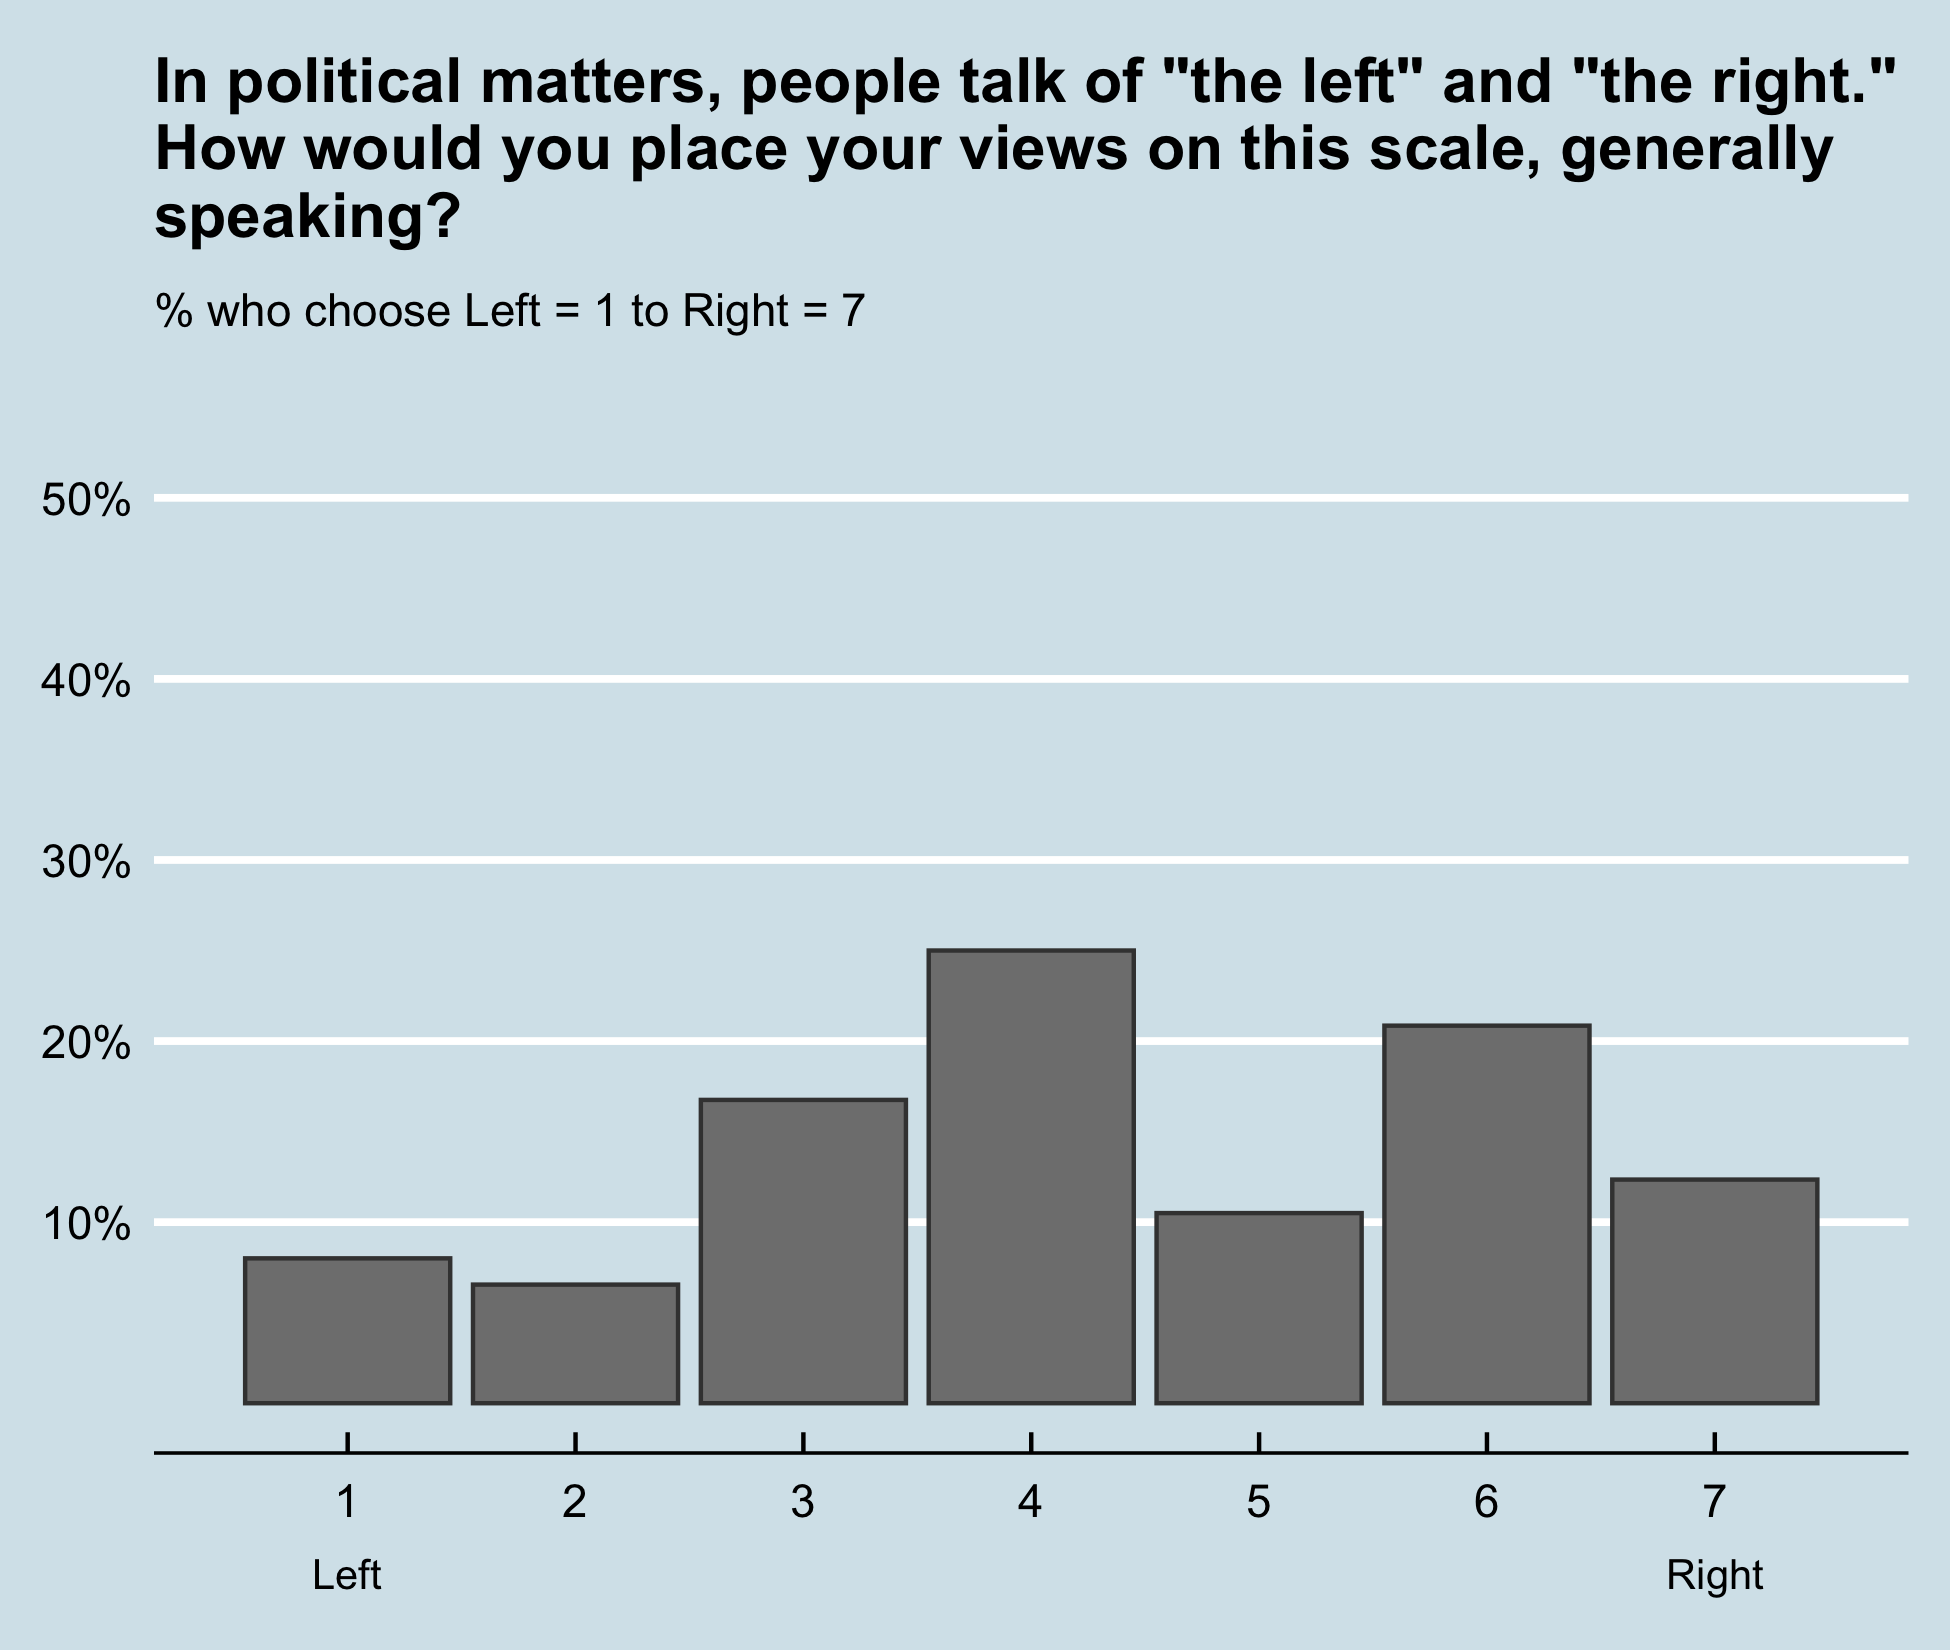 In political matters, people talk of "the left" and "the right."
How would you place your views on this scale, generally
speaking?
% who choose Left = 1 to Right = 7
50%
40%
30%
20%
10%
1 2 3 4 5 6 7
Left Right